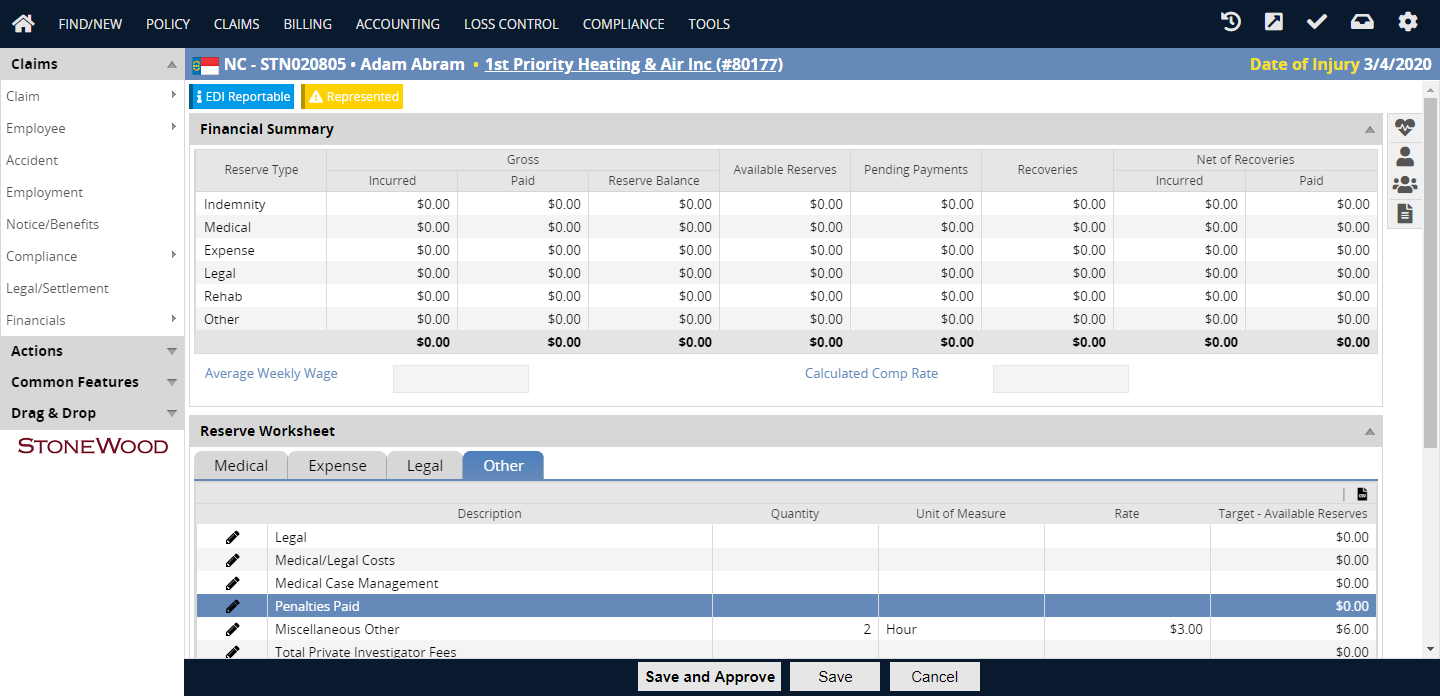 FIND/NEW POLICY CLAIMS BILLING ACCOUNTING LOSS CONTROL COMPLIANCE TOOLS
Claims
NC - STN020805 • Adam Abram • 1st Priority Heating & Air Inc (#80177)
Date of Injury 3/4/2020
Claim
Employee
Accident
Employment
Notice/Benefits
Compliance
Legal/Settlement
Financials
Actions
Common Features
Drag & Drop
STONEWOOD
EDI Reportable Represented
Financial Summary
Reserve Type Gross Available Reserves Pending Payments Recoveries Net of Recoveries
Incurred Paid Reserve Balance Incurred Paid
Indemnity $0.00 $0.00 $0.00 $0.00 $0.00 $0.00 $0.00 $0.00
Medical $0.00 $0.00 $0.00 $0.00 $0.00 $0.00 $0.00 $0.00
Expense $0.00 $0.00 $0.00 $0.00 $0.00 $0.00 $0.00 $0.00
Legal $0.00 $0.00 $0.00 $0.00 $0.00 $0.00 $0.00 $0.00
Rehab $0.00 $0.00 $0.00 $0.00 $0.00 $0.00 $0.00 $0.00
Other $0.00 $0.00 $0.00 $0.00 $0.00 $0.00 $0.00 $0.00
$0.00 $0.00 $0.00 $0.00 $0.00 $0.00 $0.00 $0.00
Average Weekly Wage Calculated Comp Rate
Reserve Worksheet
Medical Expense Legal Other
Description Quantity Unit of Measure Rate Target - Available Reserves
Legal $0.00
Medical/Legal Costs $0.00
Medical Case Management $0.00
Penalties Paid $0.00
Miscellaneous Other 2 Hour $3.00 $6.00
Total Private Investigator Fees $0.00
Save and Approve Save Cancel